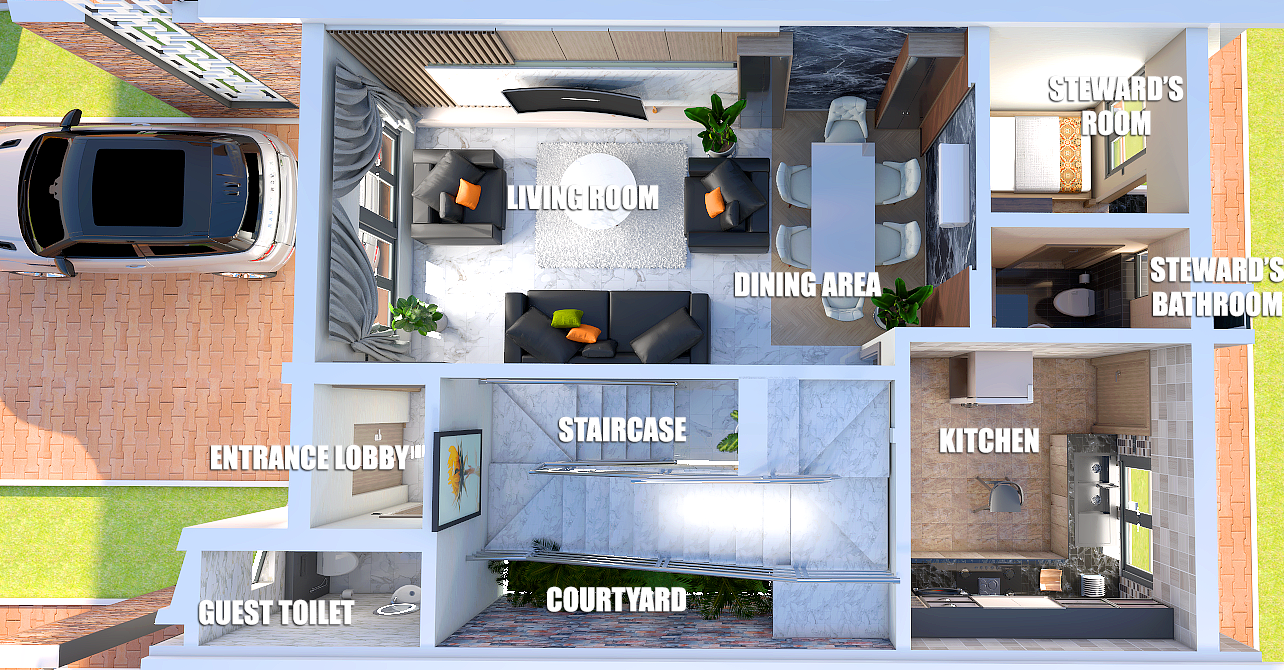 STEWARD'S
ROOM
LIVING ROOM
DINING AREA
STEWARD'S
BATHROOM
STAIRCASE
KITCHEN
ENTRANCE LOBBY
COURTYARD
GUEST TOILET